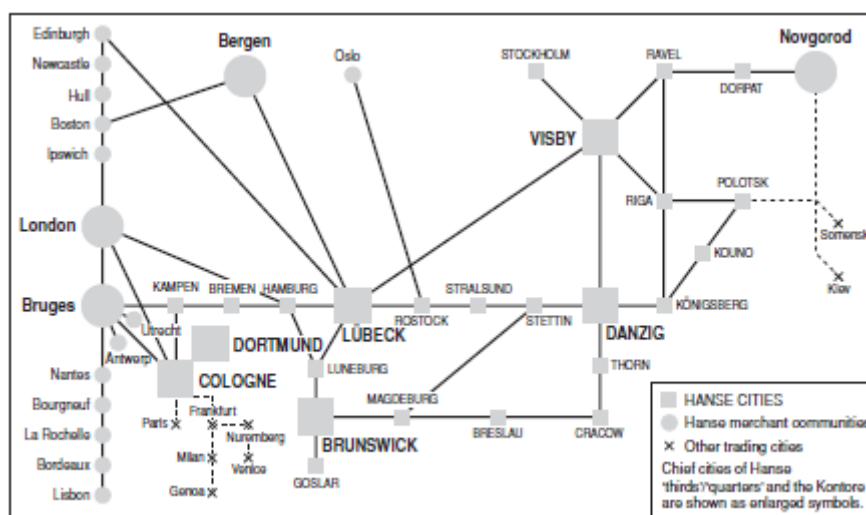 Edinburgh
Newcastle
Hull
Boston
Ipswich
London
Bruges
Bergen
Oslo
STOCKHOLM
RAVEL
Novgorod
DORPAT
VISBY
RIGA
POLOTSK
Somensk
KOUNO
Kiew
KÖNIGSBERG
KAMPEN
BREMEN
HAMBURG
LÜBECK
ROSTOCK
STRALSUND
STETTIN
DANZIG
Utrecht
Antwerp
DORTMUND
COLOGNE
LUNEBURG
THORN
Nantes
Bourgneuf
La Rochelle
Bordeaux
Lisbon
Paris
Frankfurt
Nuremberg
Milan
Venice
Genoa
MAGDEBURG
BRUNSWICK
BRESLAU
CRACOW
GOSLAR
HANSE CITIES
Hanse merchant communities
Other trading cities
Chief cities of Hanse
'thirds'/'quarters' and the Kontore
are shown as enlarged symbols.